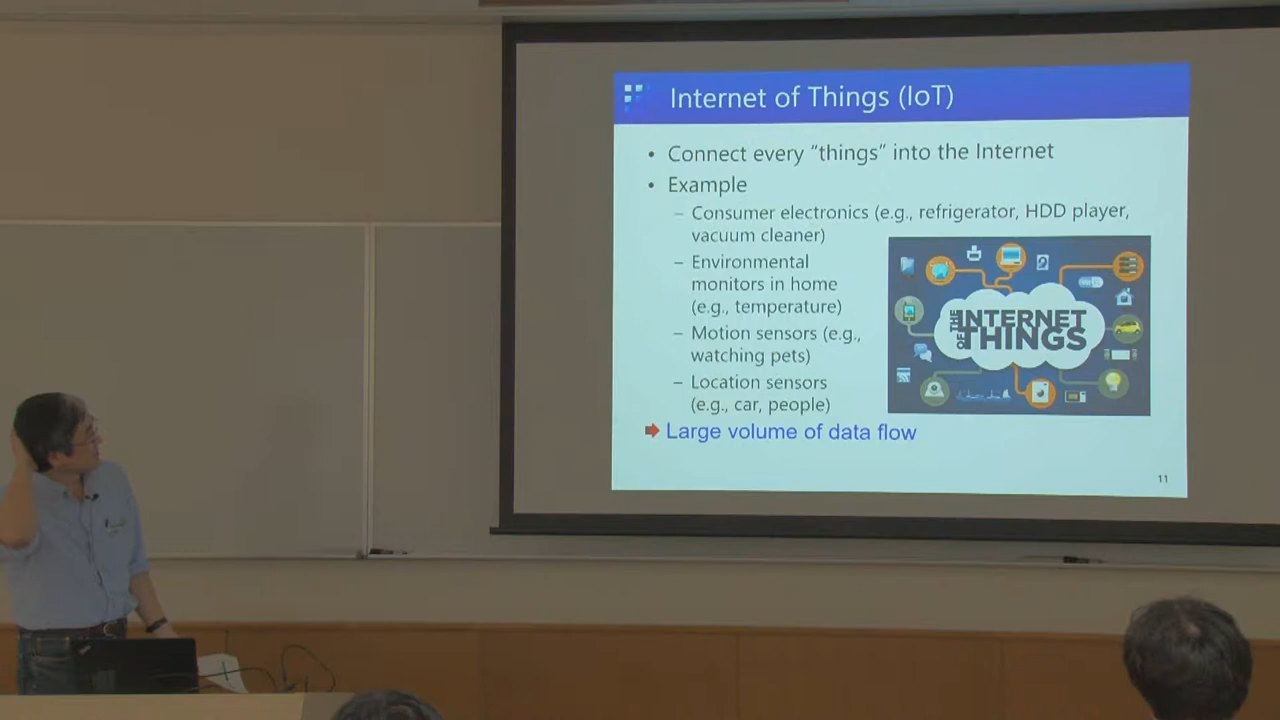 Internet of Things (IoT)
• Connect every “things” into the Internet
• Example
– Consumer electronics (e.g., refrigerator, HDD player,
vacuum cleaner)
– Environmental
monitors in home
(e.g., temperature)
– Motion sensors (e.g.,
watching pets)
– Location sensors
(e.g., car, people)
THE INTERNET
OF THINGS
Large volume of data flow
11